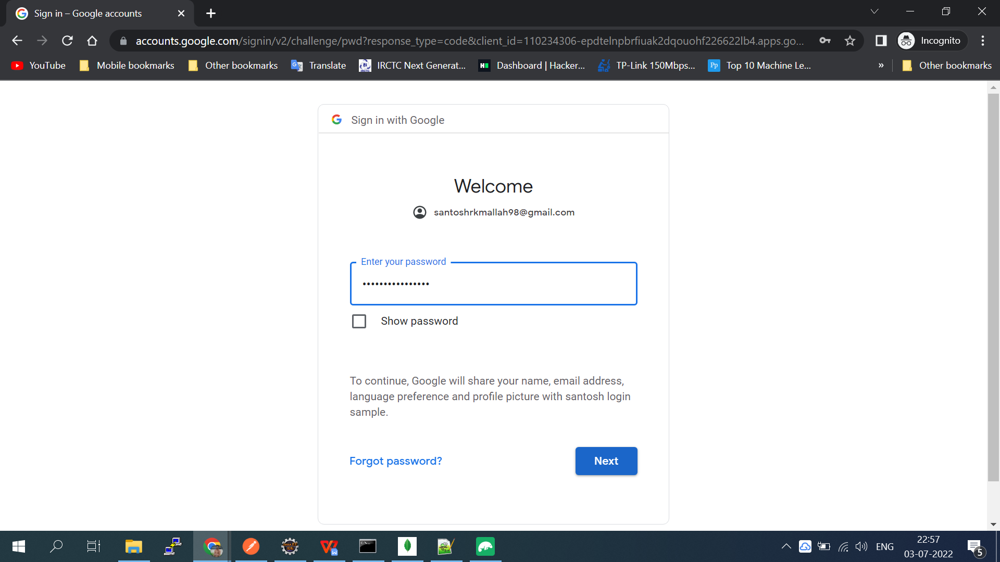 Sign in – Google accounts
accounts.google.com/signin/v2/challenge/pwd?response_type=code&client_id=110234306-epdtelnpbrfiuak2dqouohf226622lb4.apps.go...
Incognito
YouTube
Mobile bookmarks
Other bookmarks
Translate
IRCTC Next Generat...
Dashboard | Hacker...
TP-Link 150Mbps...
Pp
Top 10 Machine Le...
»
Other bookmarks
Sign in with Google
Welcome
santoshrkmallah98@gmail.com
Enter your password
••••••••••••••••
Show password
To continue, Google will share your name, email address,
language preference and profile picture with santosh login
sample.
Forgot password?
Next
ENG
22:57
03-07-2022
5